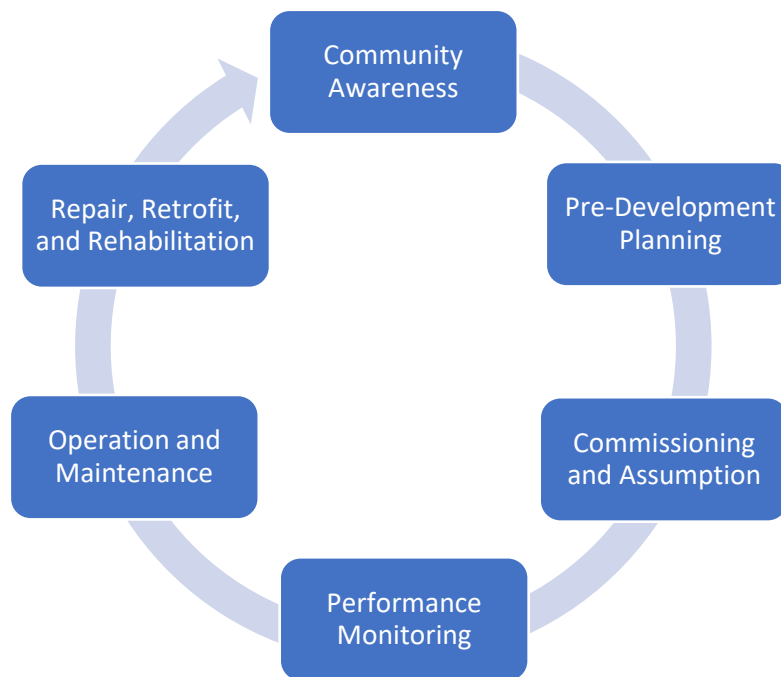 Community
Awareness
Pre-Development
Planning
Commissioning
and Assumption
Performance
Monitoring
Operation and
Maintenance
Repair, Retrofit,
and Rehabilitation